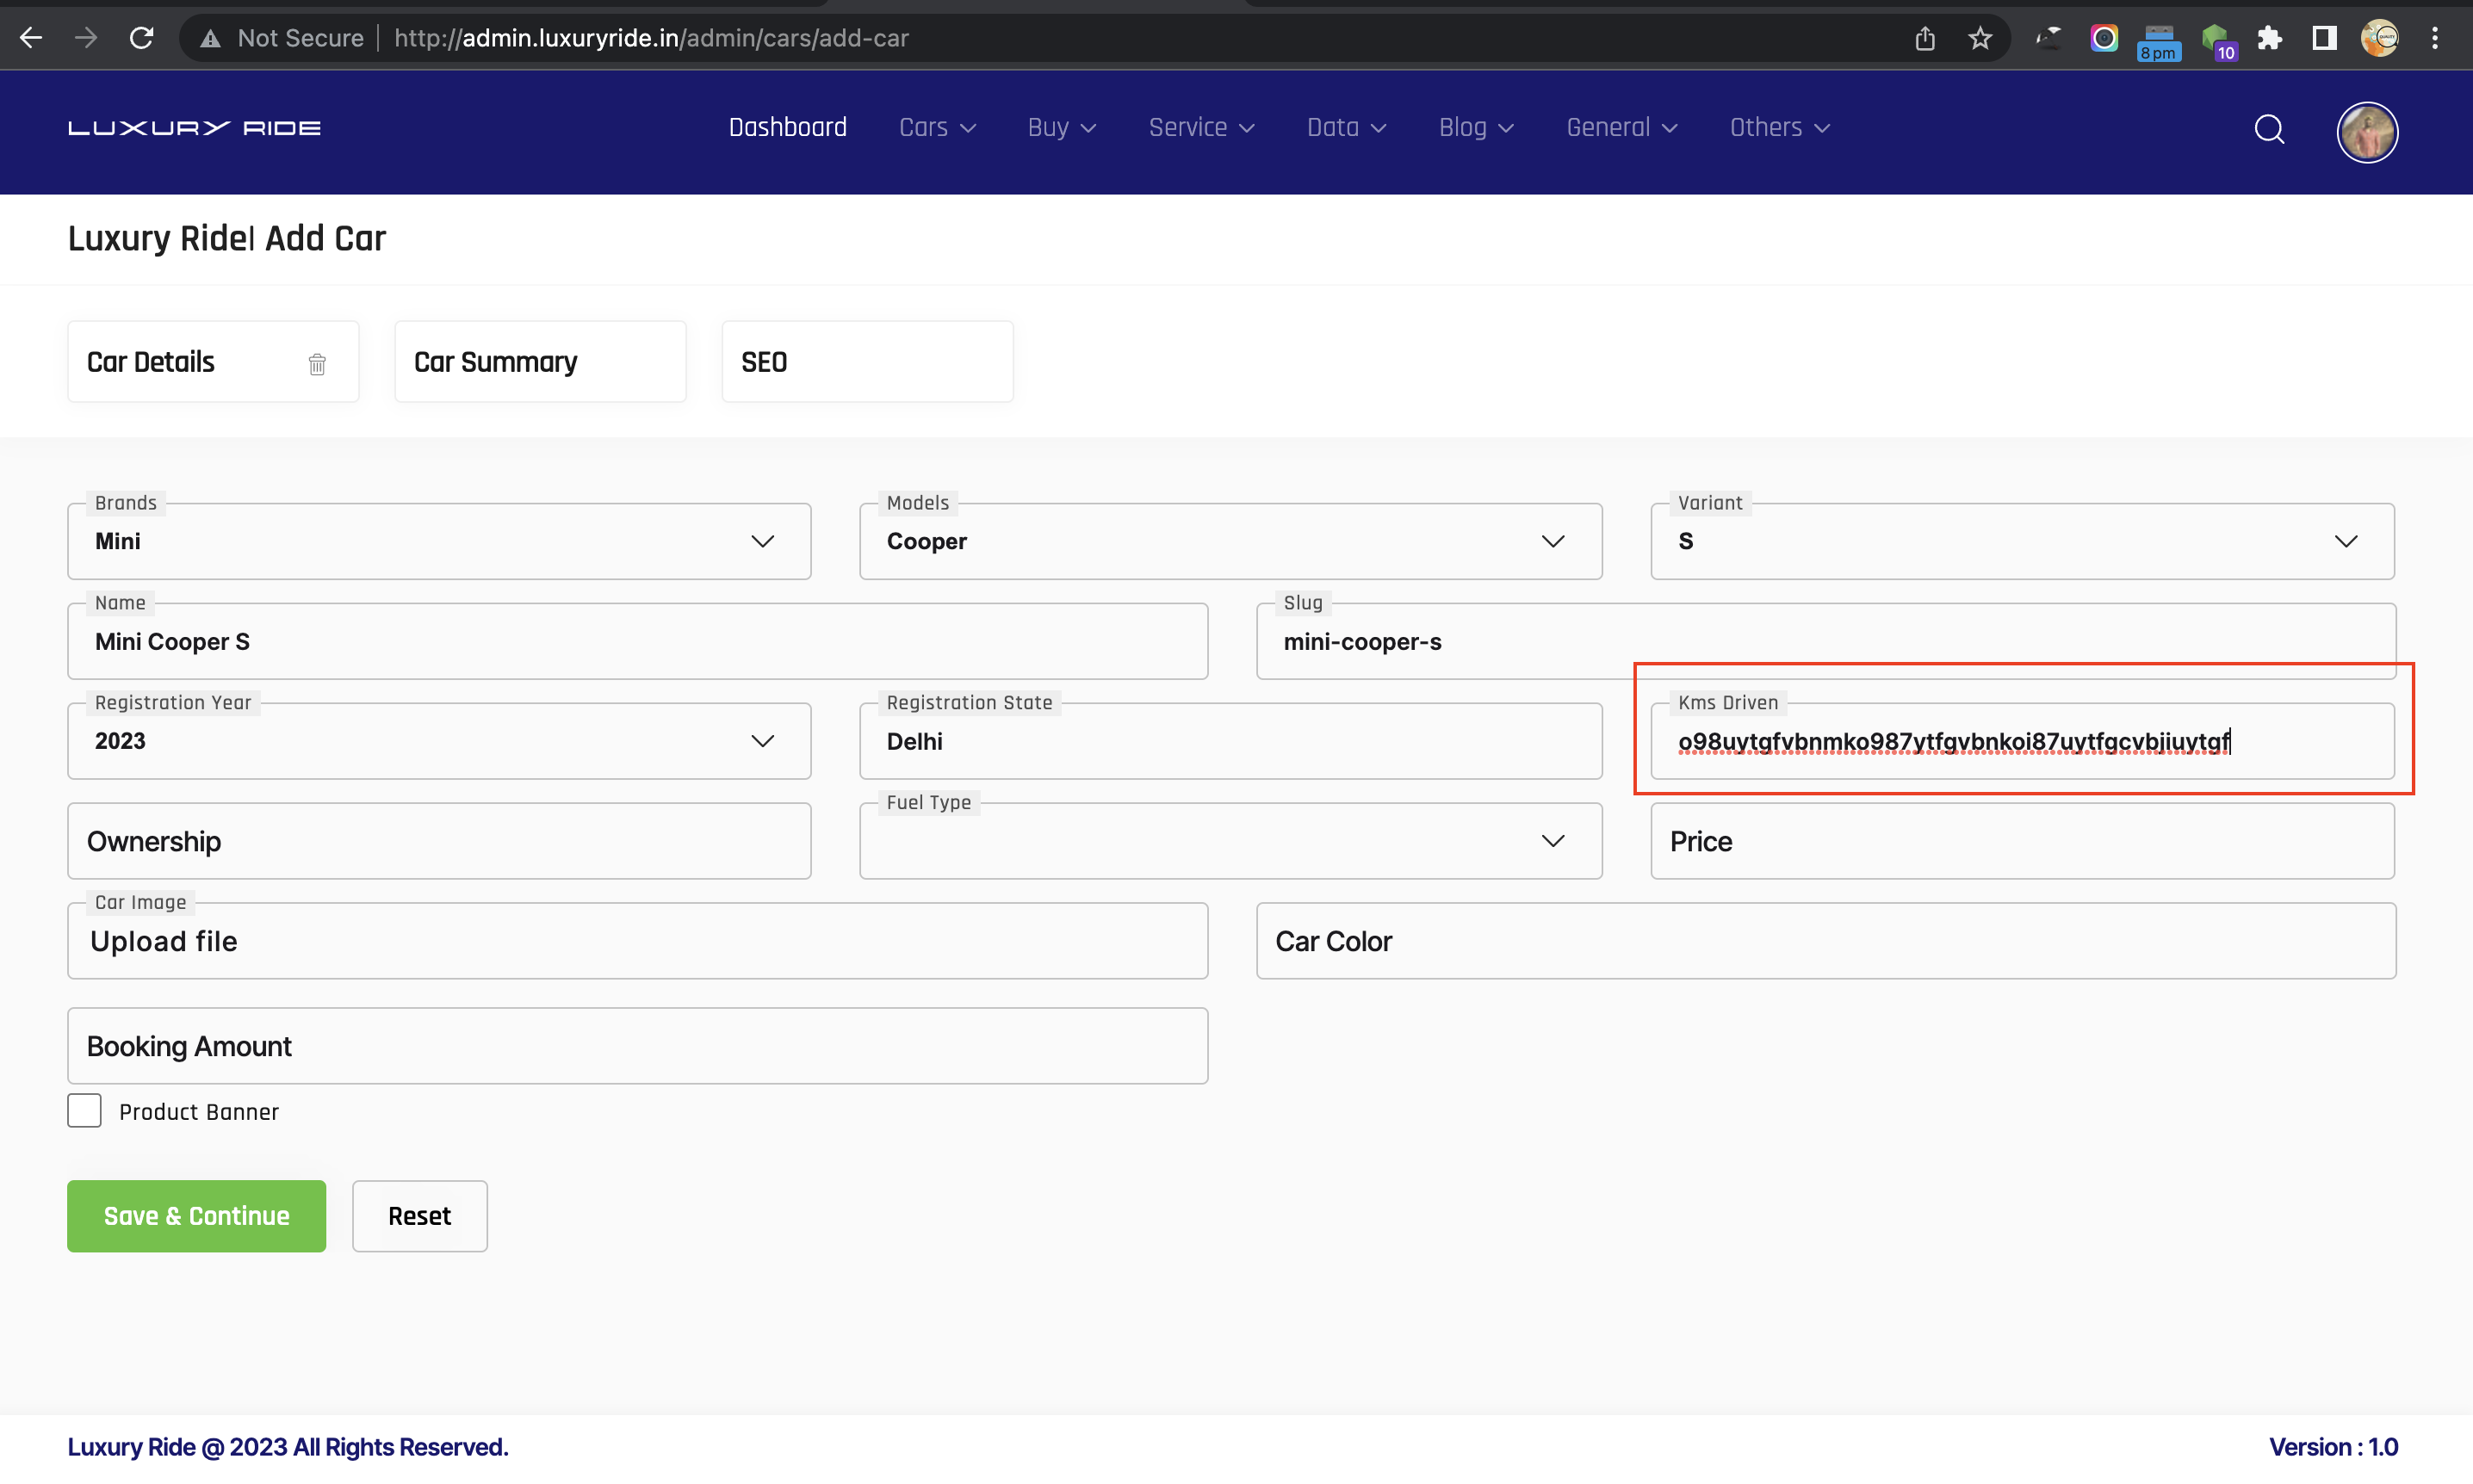 Not Secure http://admin.luxuryride.in/admin/cars/add-car
8 pm 10
LUXURY RIDE Dashboard Cars Buy Service Data Blog General Others
Luxury Ride| Add Car
Car Details Car Summary SEO
Brands Models Variant
Mini Cooper S
Name Slug
Mini Cooper S mini-cooper-s
Registration Year Registration State Kms Driven
2023 Delhi o98uytgfvbnmko987ytfgvbnkoi87uytfgcvbjiuytgf
Fuel Type
Ownership Price
Car Image
Upload file Car Color
Booking Amount
Product Banner
Save & Continue Reset
Luxury Ride @ 2023 All Rights Reserved. Version : 1.0